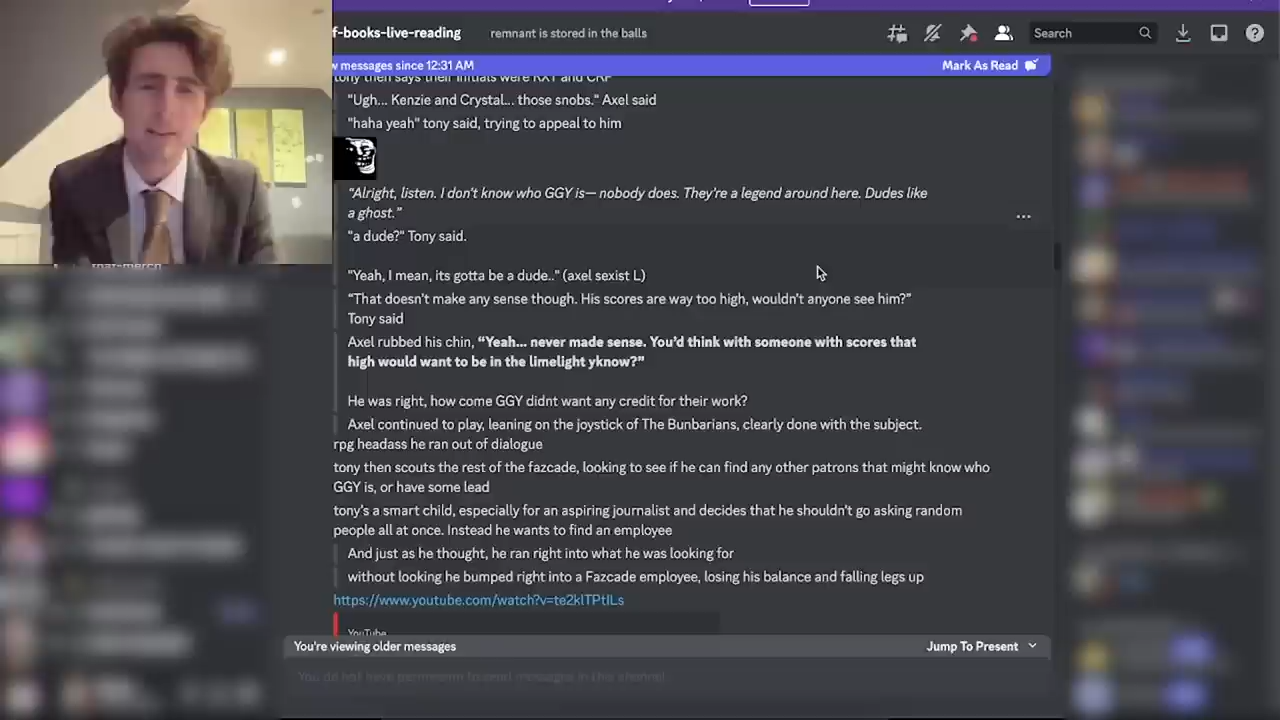 f-books-live-reading
remnant is stored in the balls
Search
w messages since 12:31 AM
Mark As Read
tony then says their initials were RXT and CRF
"Ugh... Kenzie and Crystal... those snobs." Axel said
"haha yeah" tony said, trying to appeal to him
"Alright, listen. I don't know who GGY is— nobody does. They're a legend around here. Dudes like
a ghost."
"a dude?" Tony said.
"Yeah, I mean, its gotta be a dude.." (axel sexist L)
"That doesn't make any sense though. His scores are way too high, wouldn't anyone see him?"
Tony said
Axel rubbed his chin, "Yeah... never made sense. You'd think with someone with scores that
high would want to be in the limelight yknow?"
He was right, how come GGY didnt want any credit for their work?
Axel continued to play, leaning on the joystick of The Bunbarians, clearly done with the subject.
rpg headass he ran out of dialogue
tony then scouts the rest of the fazcade, looking to see if he can find any other patrons that might know who
GGY is, or have some lead
tony's a smart child, especially for an aspiring journalist and decides that he shouldn't go asking random
people all at once. Instead he wants to find an employee
And just as he thought, he ran right into what he was looking for
without looking he bumped right into a Fazcade employee, losing his balance and falling legs up
https://www.youtube.com/watch?v=te2klTPtILs
YouTube
You're viewing older messages
Jump To Present
You do not have permission to send messages in this channel.